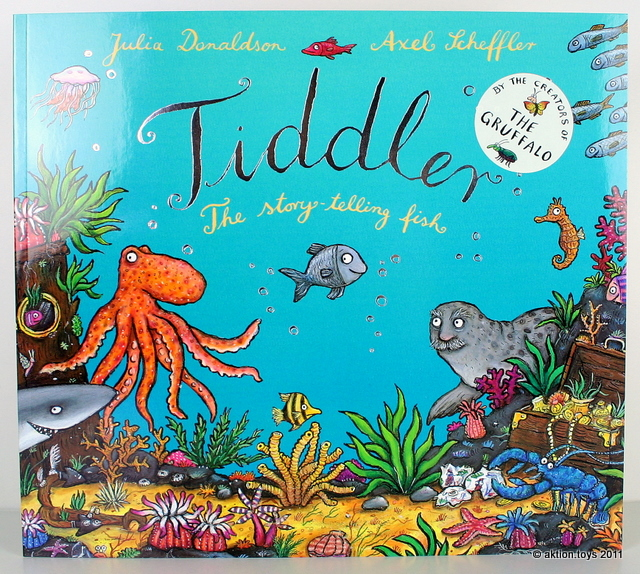 Julia Donaldson Axel Scheffler
Tiddler
The story-telling fish
BY THE CREATORS OF
THE
GRUFFALO
© aktion.toys 2011